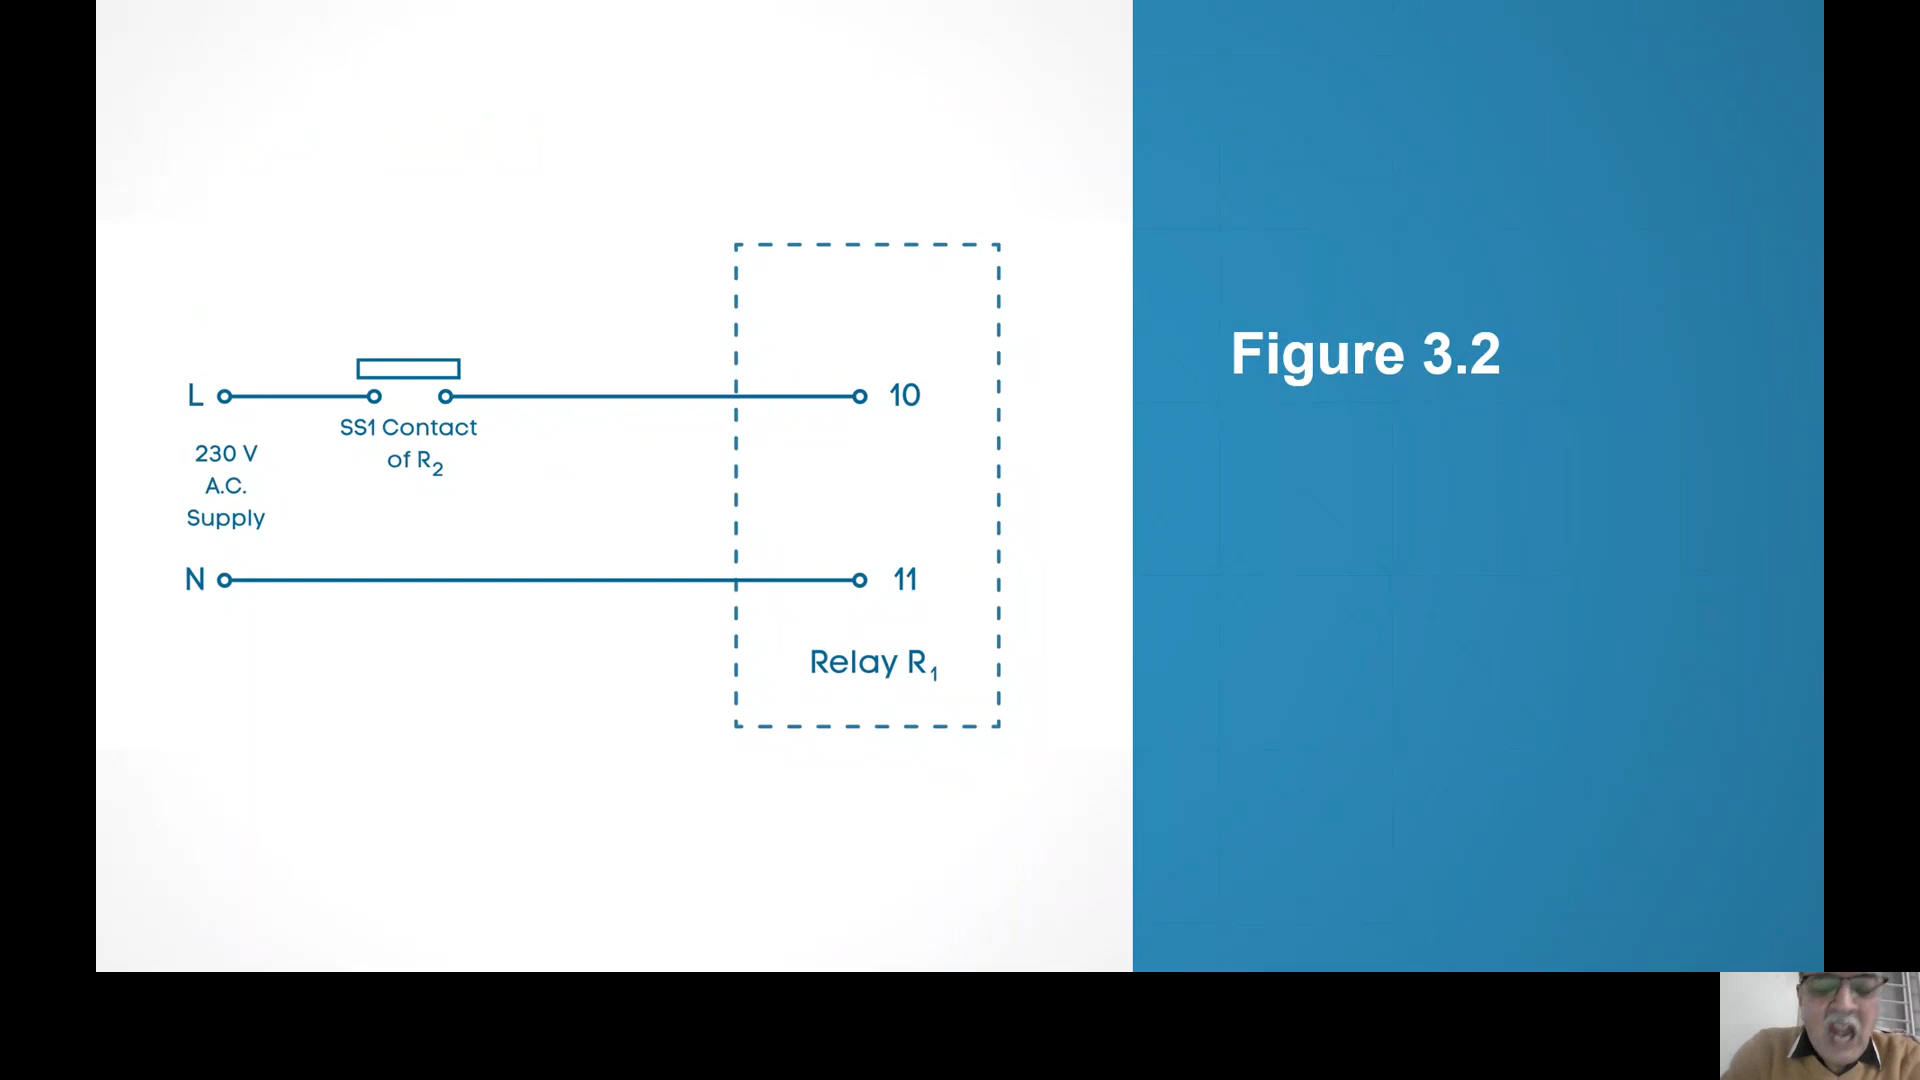 Figure 3.2
L
SS1 Contact
of R₂
230 V
A.C.
Supply
N
10
11
Relay R₁